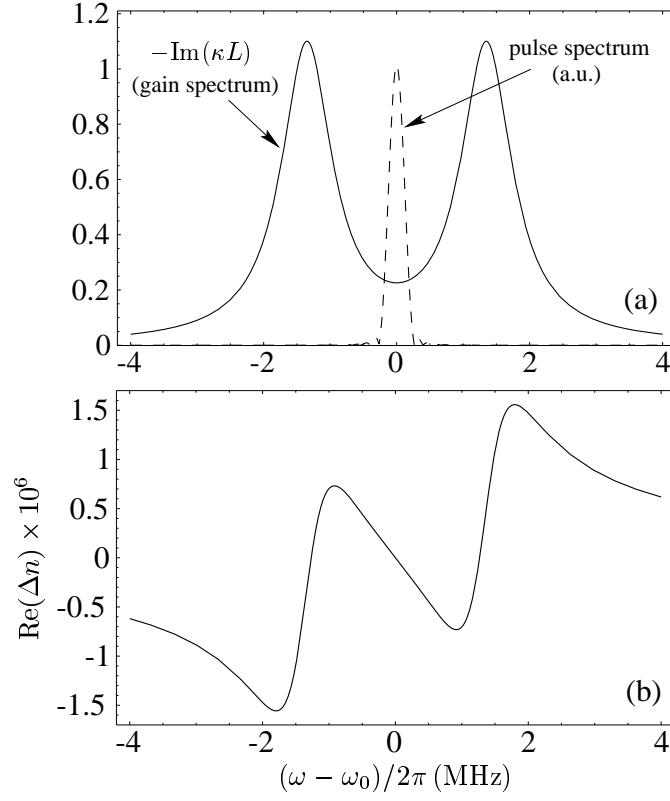 1.2
−Im(κL)
(gain spectrum)
pulse spectrum
(a.u.)
1
0.8
0.6
0.4
0.2
0
(a)
-4 -2 0 2 4
Re(Δn) × 10⁶
1.5
1
0.5
0
-0.5
-1
-1.5
(b)
-4 -2 0 2 4
(ω − ω₀)/2π (MHz)